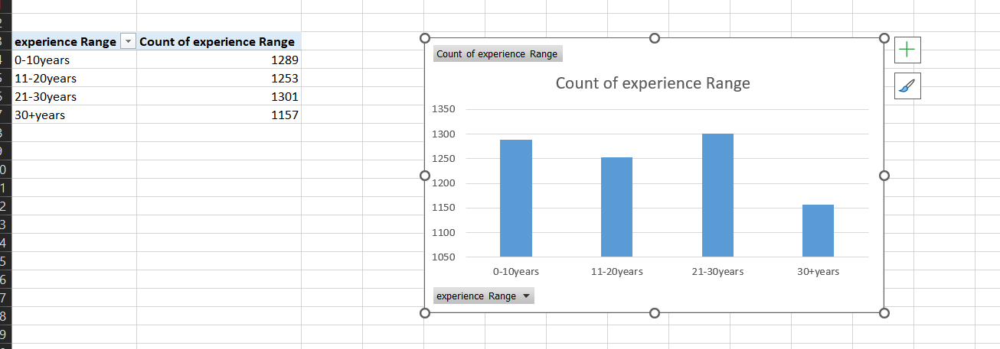 experience Range Count of experience Range
0-10years 1289
11-20years 1253
21-30years 1301
30+years 1157
Count of experience Range
Count of experience Range
1350
1300
1250
1200
1150
1100
1050
0-10years 11-20years 21-30years 30+years
experience Range